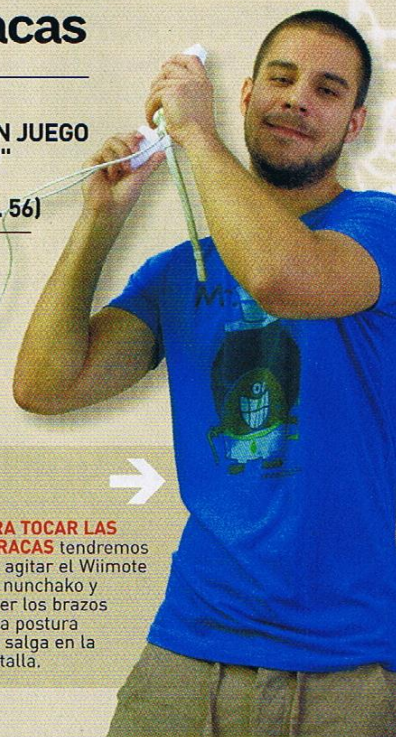 acas
N JUEGO
"
. 56)
RA TOCAR LAS
RACAS tendremos
agitar el Wiimote
nunchako y
er los brazos
a postura
salga en la
talla.